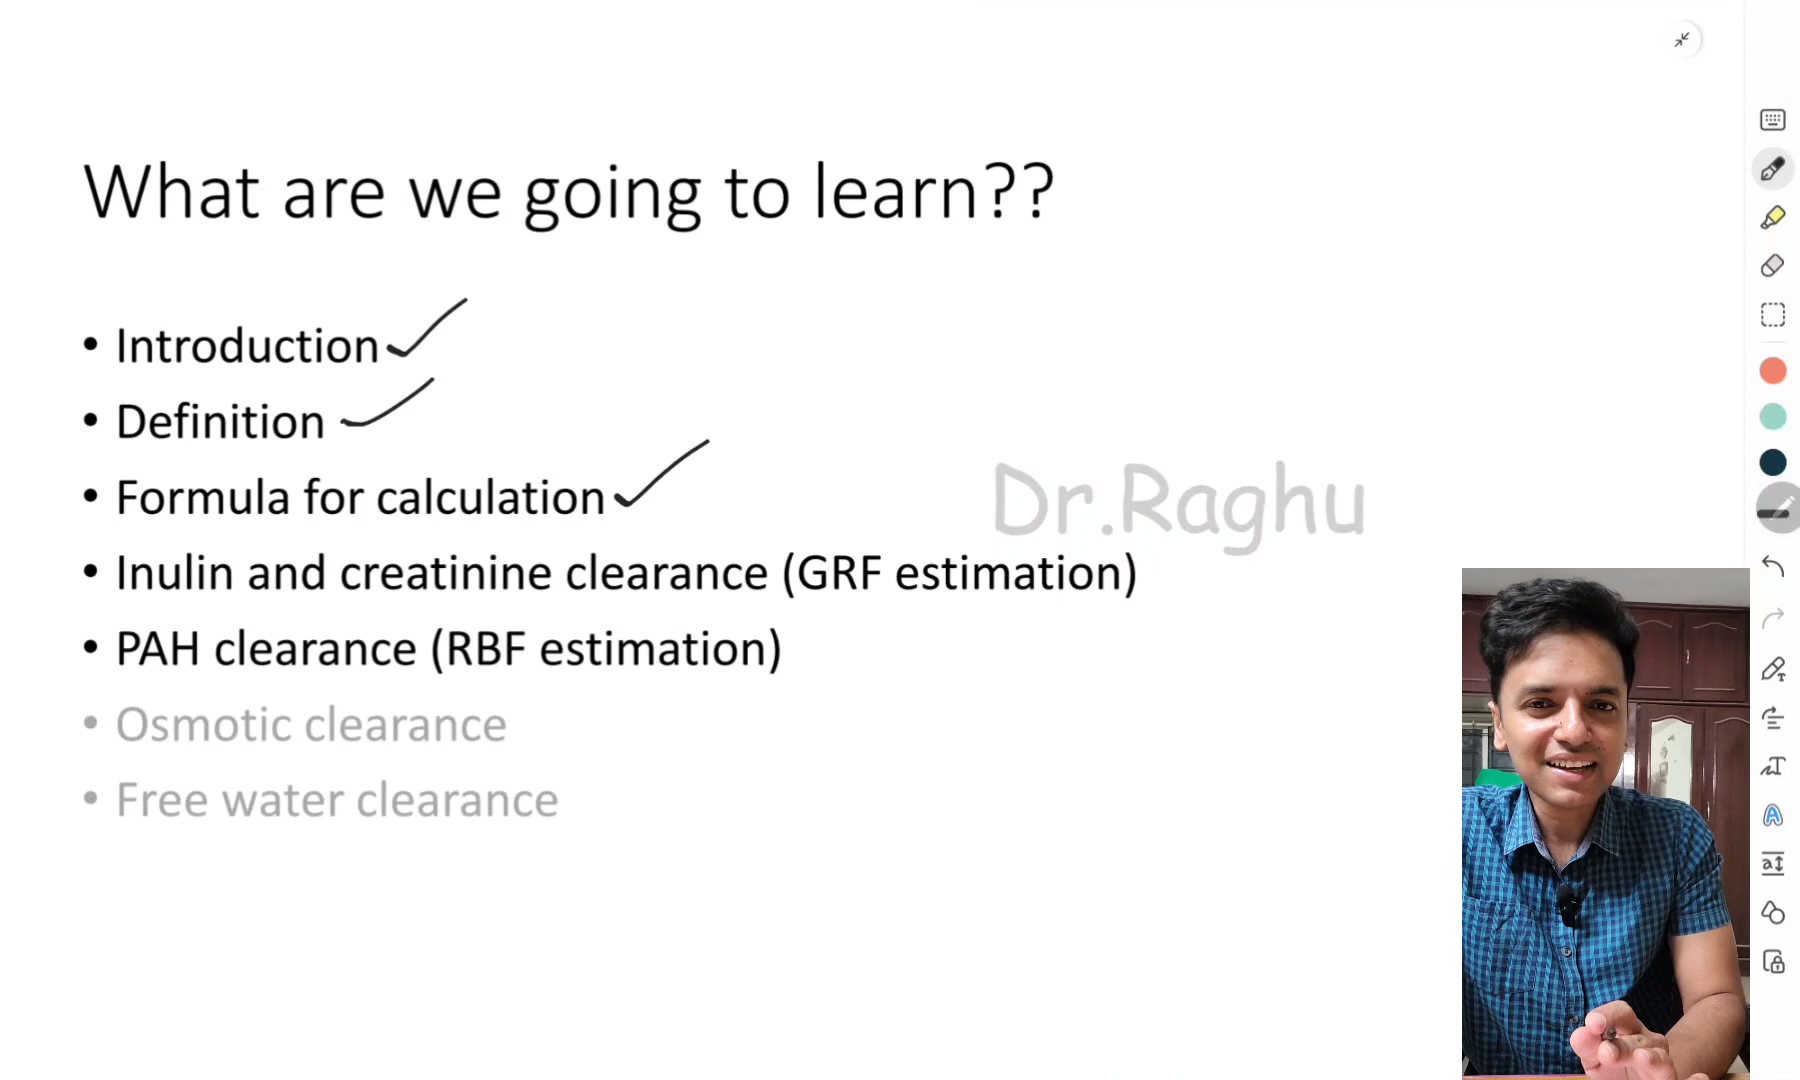 What are we going to learn??
• Introduction
• Definition
• Formula for calculation
Dr.Raghu
• Inulin and creatinine clearance (GRF estimation)
• PAH clearance (RBF estimation)
• Osmotic clearance
• Free water clearance